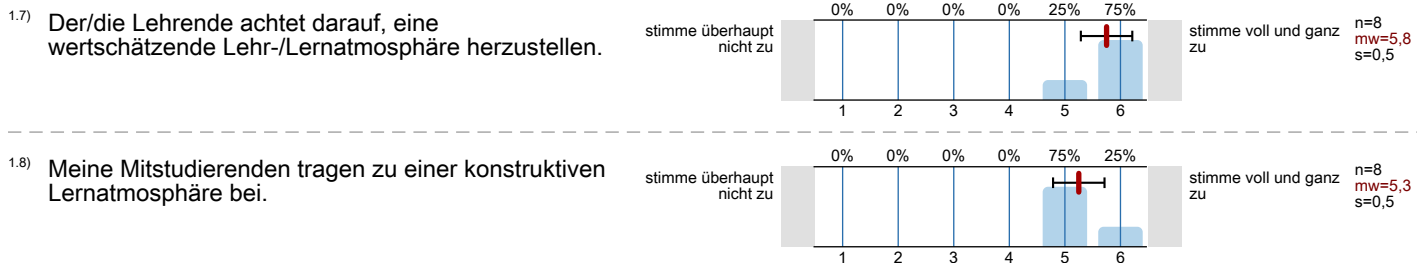 1.7) Der/die Lehrende achtet darauf, eine
wertschätzende Lehr-/Lernatmosphäre herzustellen.
stimme überhaupt
nicht zu
0% 0% 0% 0% 25% 75%
1 2 3 4 5 6
stimme voll und ganz
zu
n=8
mw=5,8
s=0,5
1.8) Meine Mitstudierenden tragen zu einer konstruktiven
Lernatmosphäre bei.
stimme überhaupt
nicht zu
0% 0% 0% 0% 75% 25%
1 2 3 4 5 6
stimme voll und ganz
zu
n=8
mw=5,3
s=0,5